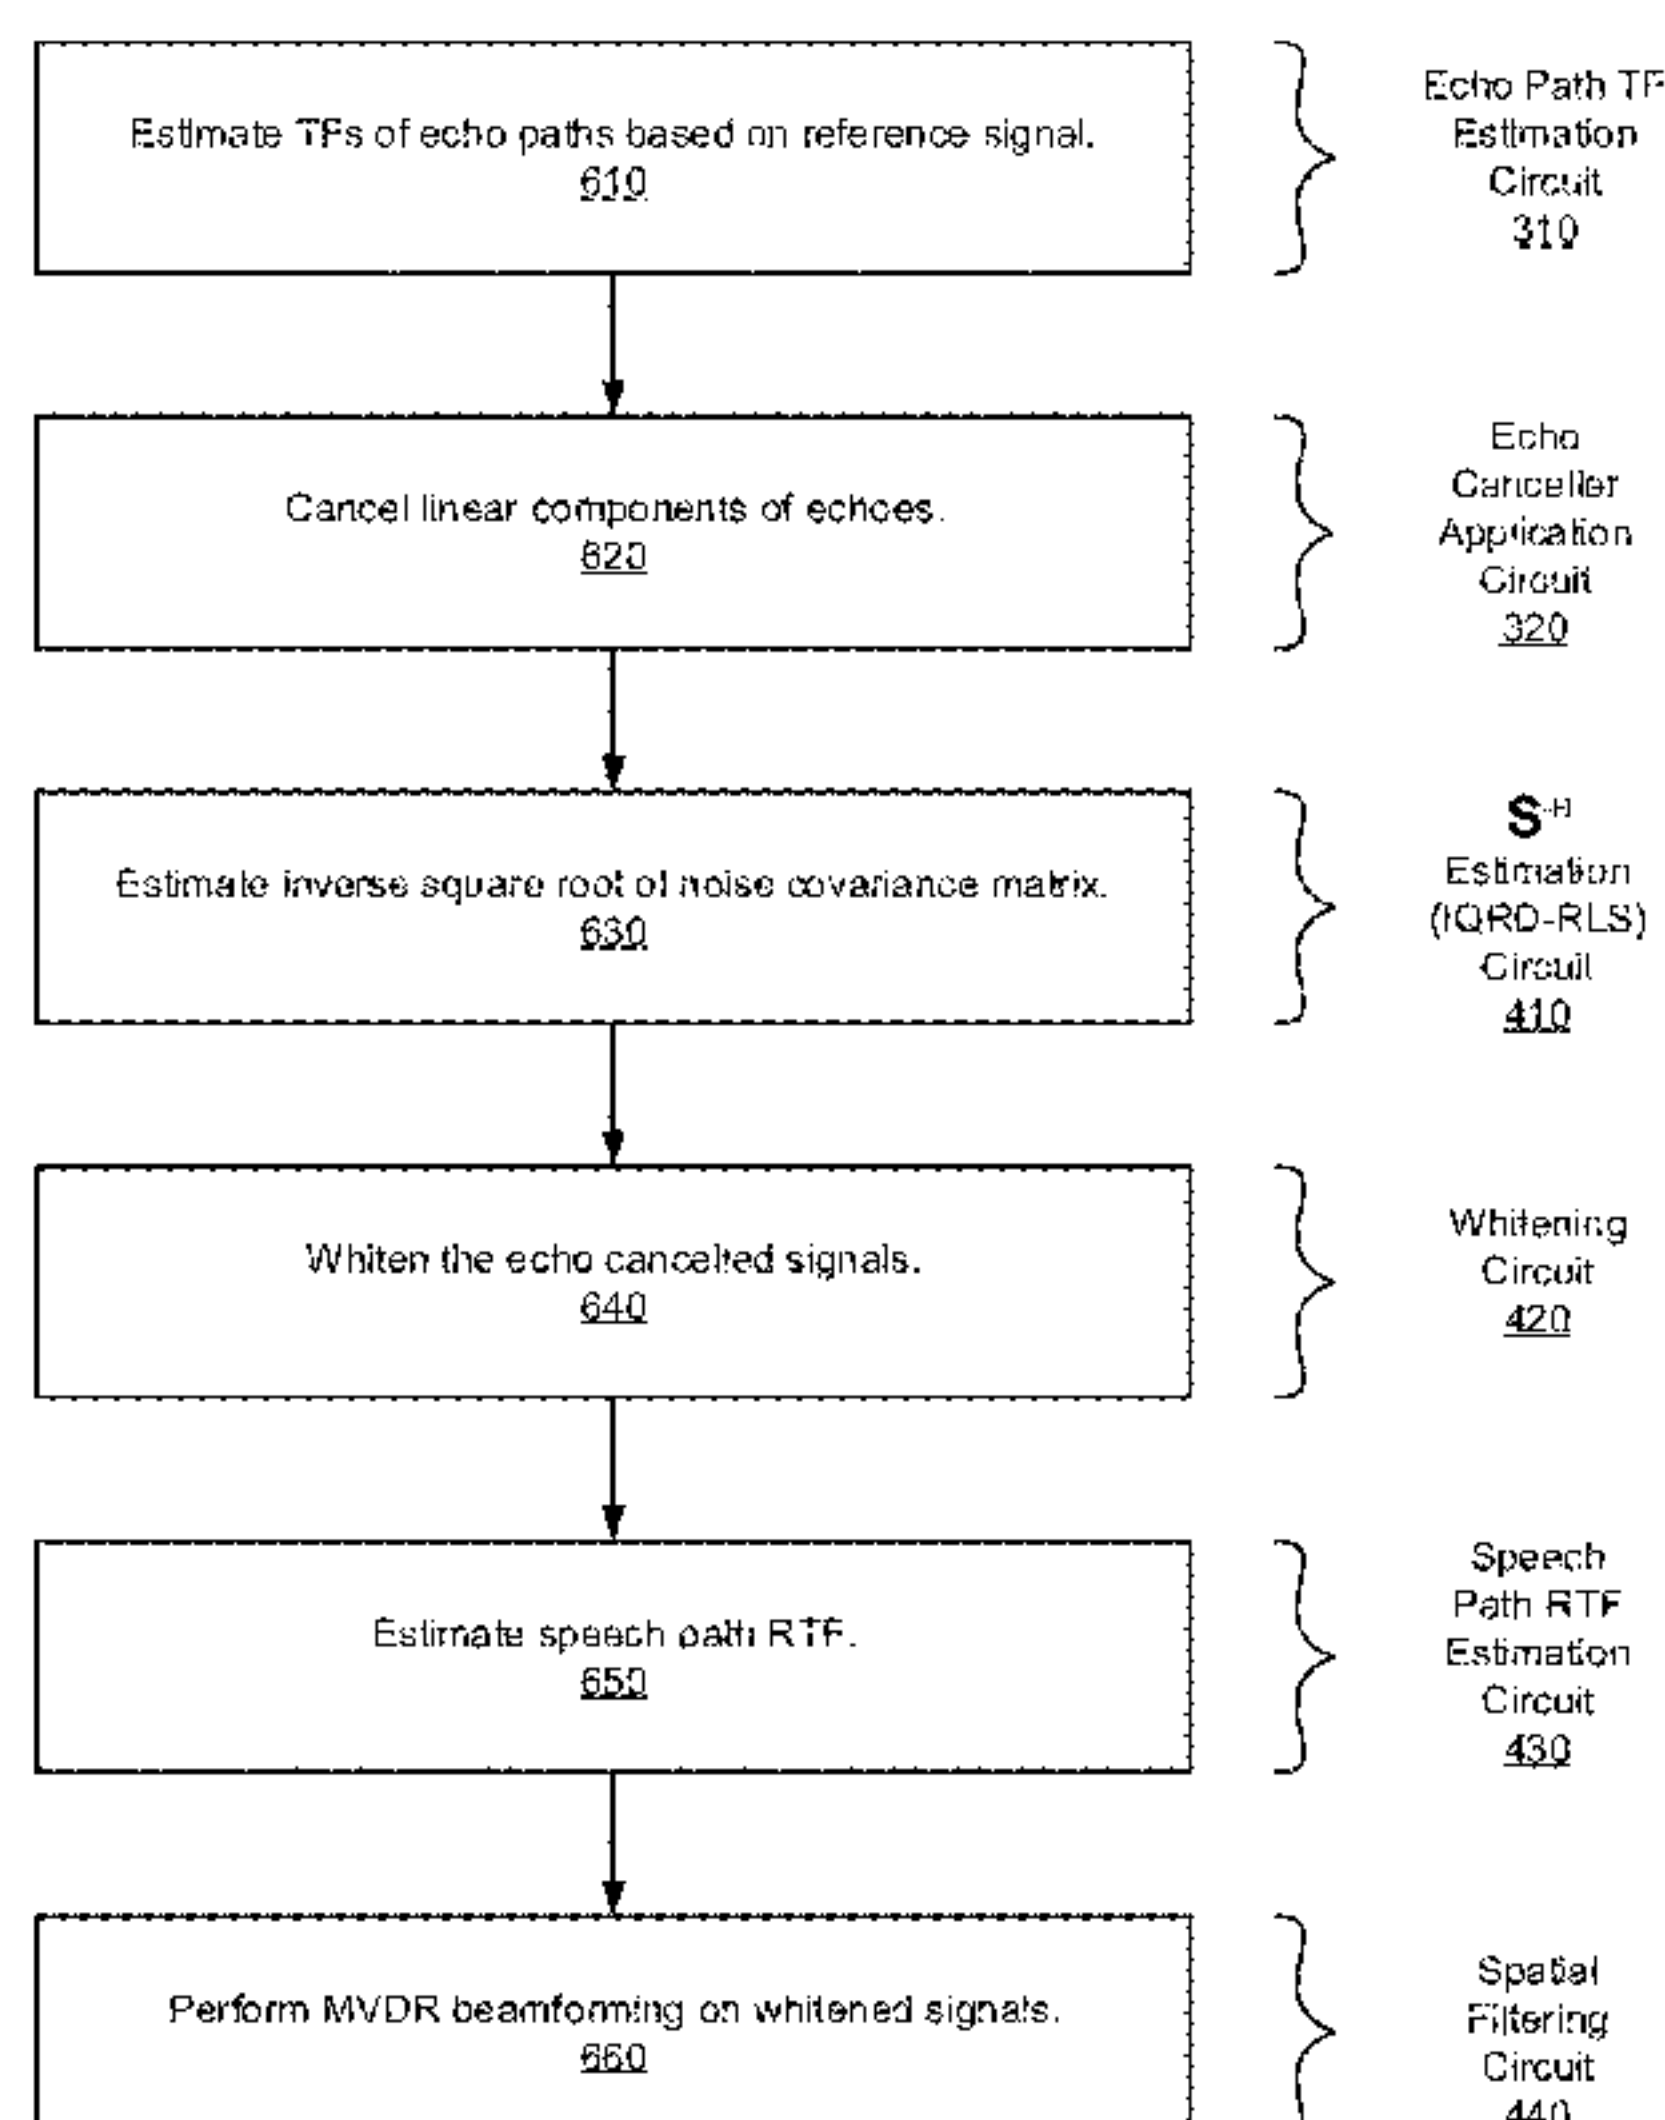 Estimate TFs of echo paths based on reference signal.
610
Echo Path TF
Estimation
Circuit
310
Cancel linear components of echoes.
620
Echo
Canceller
Application
Circuit
320
Estimate inverse square root of noise covariance matrix.
630
S-H
Estimation
(IQRD-RLS)
Circuit
410
Whiten the echo cancelled signals.
640
Whitening
Circuit
420
Estimate speech path RTF.
650
Speech
Path RTF
Estimation
Circuit
430
Perform MVDR beamforming on whitened signals.
660
Spatial
Filtering
Circuit
440